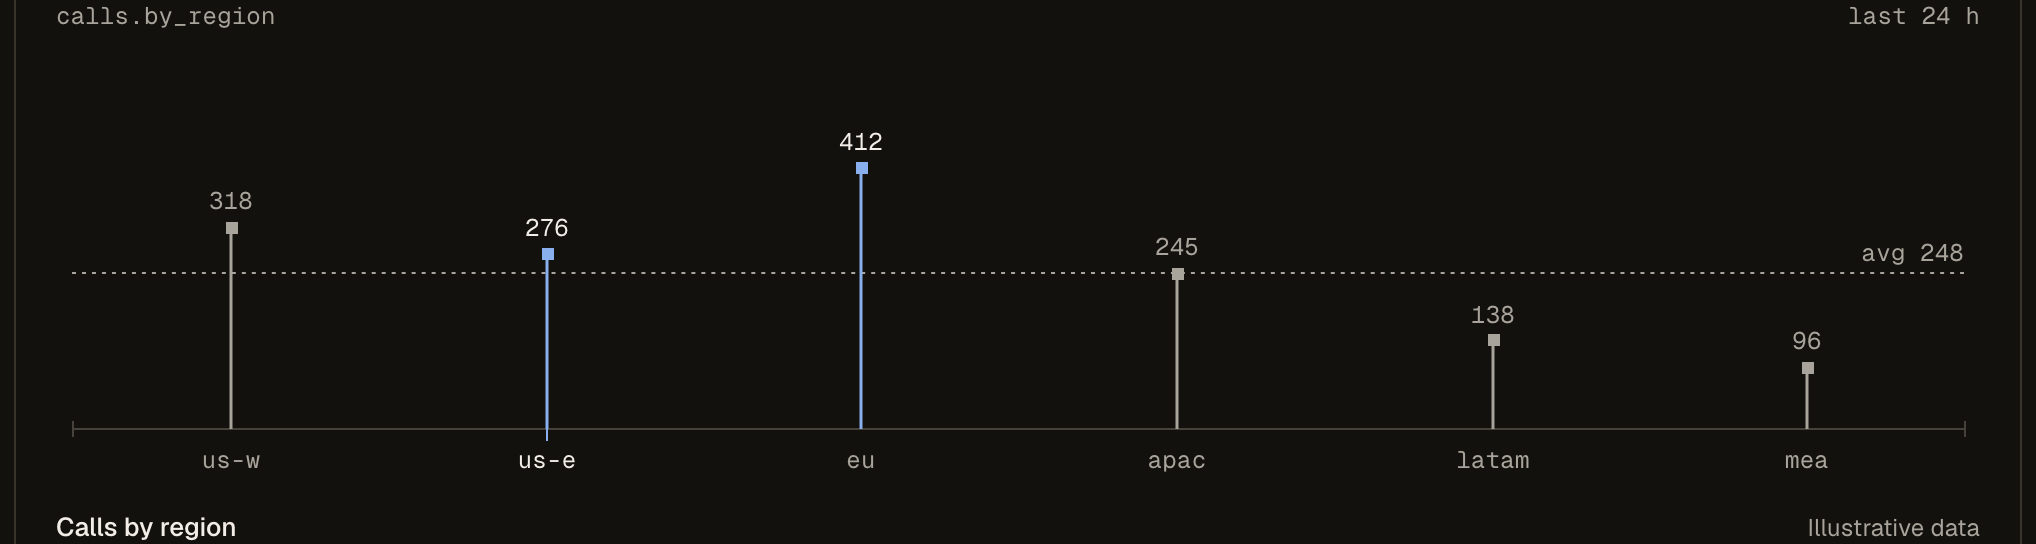 calls.by_region
last 24 h
412
318
276
245
avg 248
138
96
us-w
us-e
eu
apac
latam
mea
Calls by region
Illustrative data